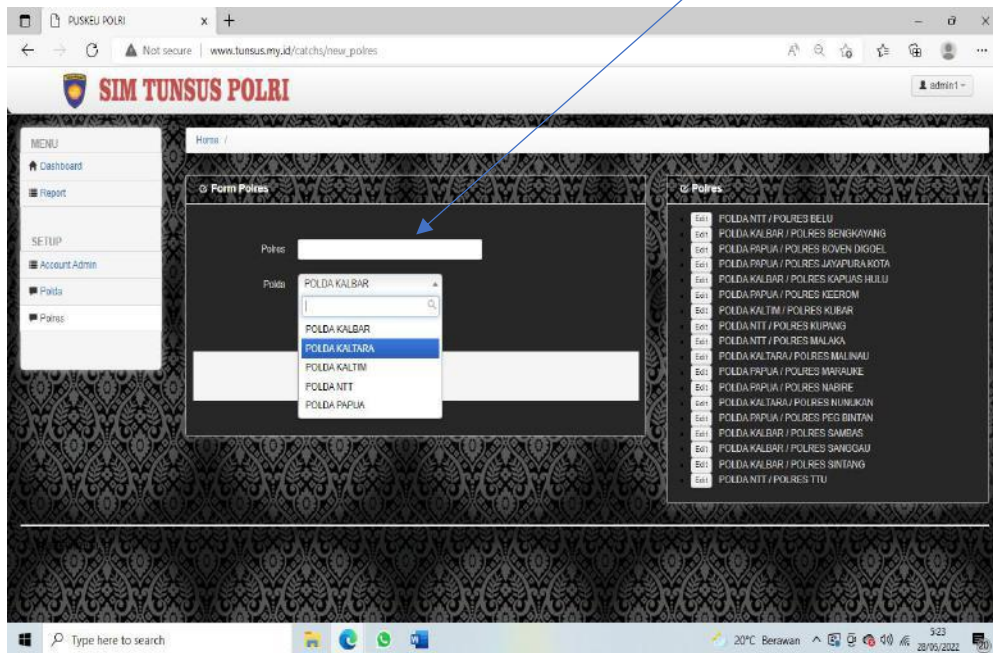 PUSKEU POLRI
Not secure | www.tunsus.my.id/catchs/new_polres
SIM TUNSUS POLRI
admin1
MENU
Home /
Dashboard
Report
SETUP
Account Admin
Polda
Polres
Form Polres
Polres
Polda
POLDA KALBAR
POLDA KALBAR
POLDA KALTARA
POLDA KALTIM
POLDA NTT
POLDA PAPUA
Polres
Edit POLDA NTT / POLRES BELU
Edit POLDA KALBAR / POLRES BENGKAYANG
Edit POLDA PAPUA / POLRES BOVEN DIGOEL
Edit POLDA PAPUA / POLRES JAYAPURA KOTA
Edit POLDA KALBAR / POLRES KAPUAS HULU
Edit POLDA PAPUA / POLRES KEEROM
Edit POLDA KALTIM / POLRES KUBAR
Edit POLDA NTT / POLRES KUPANG
Edit POLDA NTT / POLRES MALAKA
Edit POLDA KALTARA / POLRES MALINAU
Edit POLDA PAPUA / POLRES MARAUKE
Edit POLDA PAPUA / POLRES NABIRE
Edit POLDA KALTARA / POLRES NUNUKAN
Edit POLDA PAPUA / POLRES PEG BINTAN
Edit POLDA KALBAR / POLRES SAMBAS
Edit POLDA KALBAR / POLRES SANGGAU
Edit POLDA KALBAR / POLRES SINTANG
Edit POLDA NTT / POLRES TTU
Type here to search
20°C Berawan
5:23
28/05/2022
20